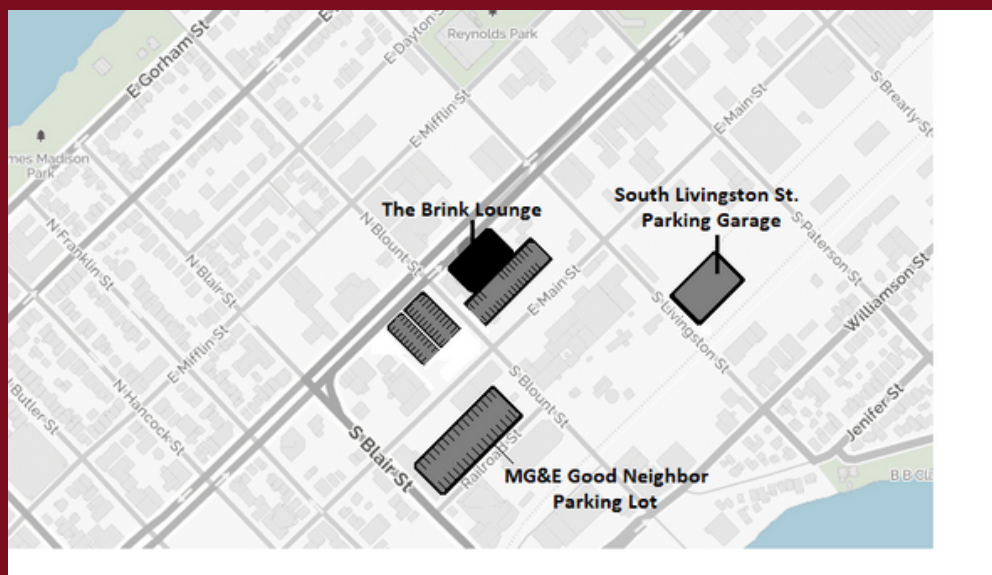 E Gorham St
E Dayton St
Reynolds Park
S Brearly St
E Mifflin St
E Main St
mes Madison
Park
South Livingston St.
Parking Garage
The Brink Lounge
N Franklin St
N Blount St
S Paterson St
N Blair St
E Main St
Williamson St
S Livingston St
E Mifflin St
N Butler St
N Hancock St
S Blount St
Jenifer St
S Blair St
Railroad St
MG&E Good Neighbor
Parking Lot
B B Cl